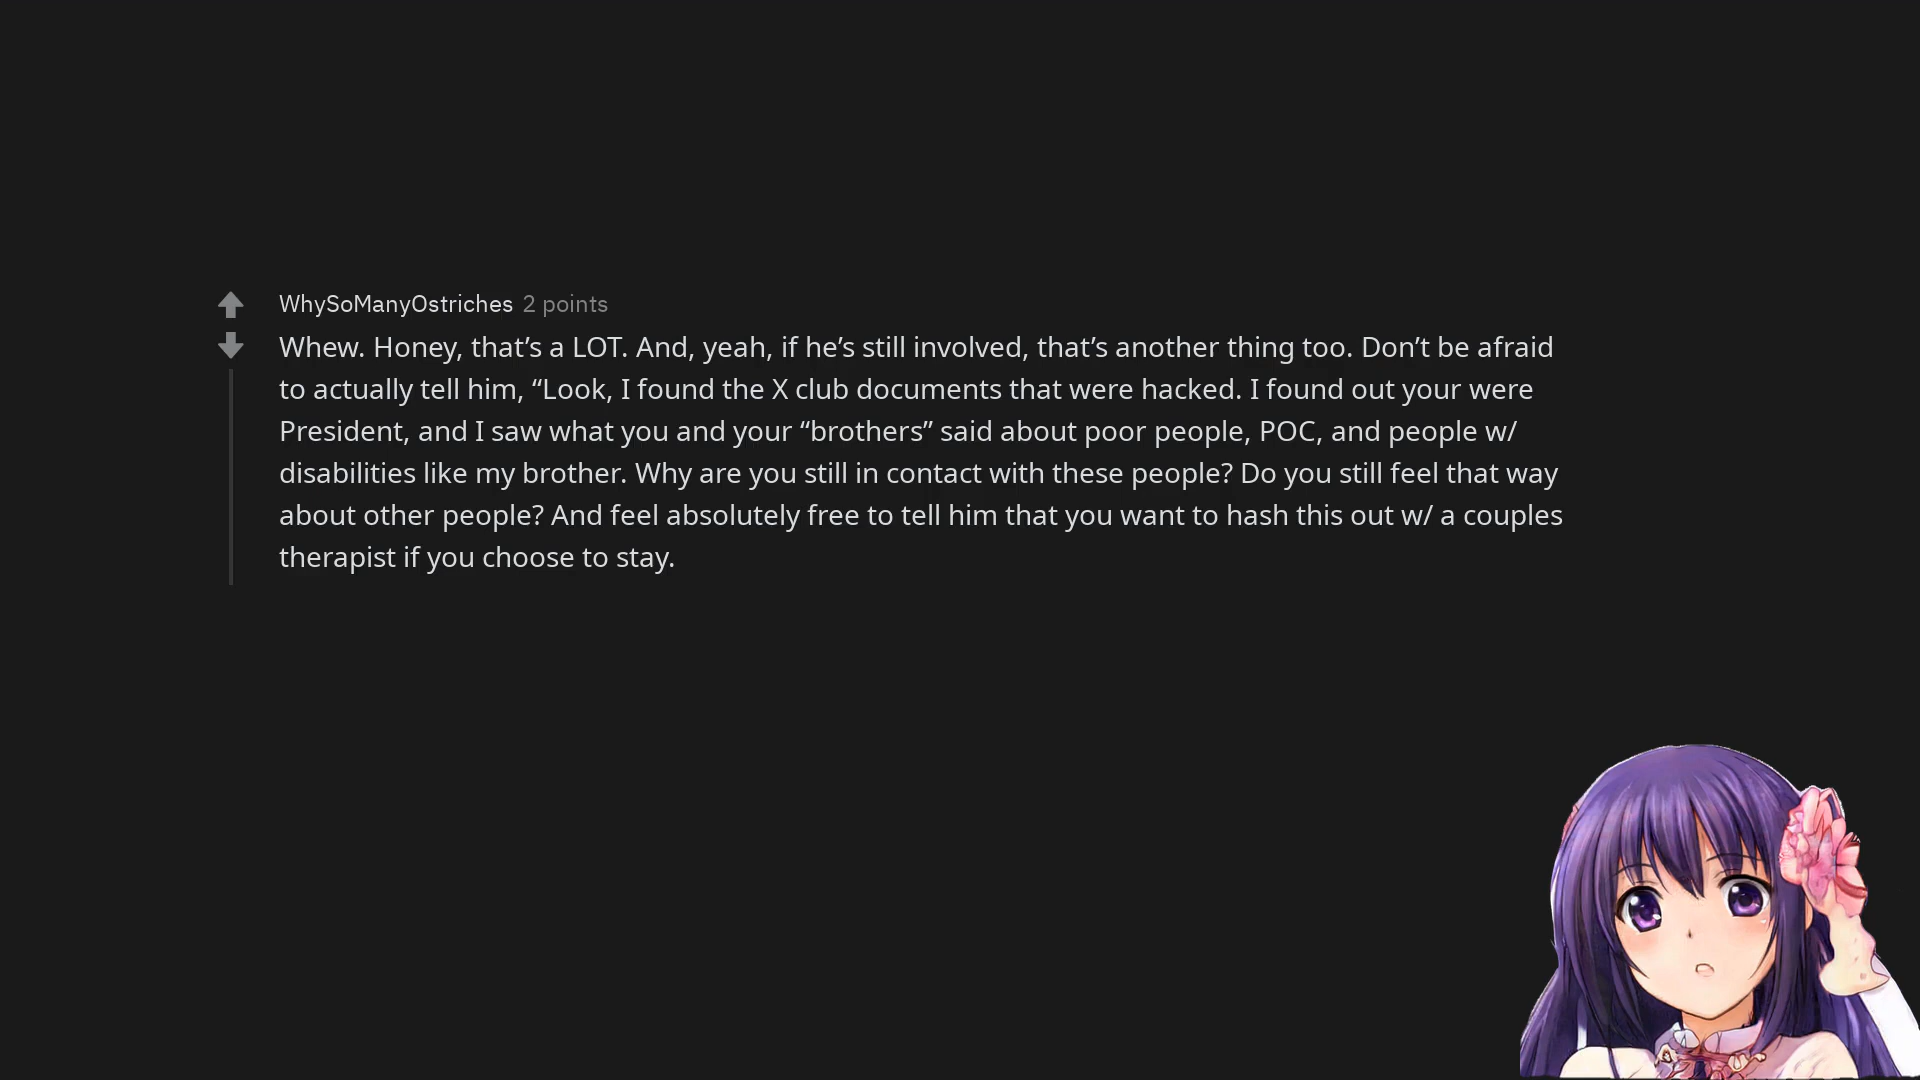 WhySoManyOstriches 2 points
Whew. Honey, that’s a LOT. And, yeah, if he’s still involved, that’s another thing too. Don’t be afraid
to actually tell him, “Look, I found the X club documents that were hacked. I found out your were
President, and I saw what you and your “brothers” said about poor people, POC, and people w/
disabilities like my brother. Why are you still in contact with these people? Do you still feel that way
about other people? And feel absolutely free to tell him that you want to hash this out w/ a couples
therapist if you choose to stay.